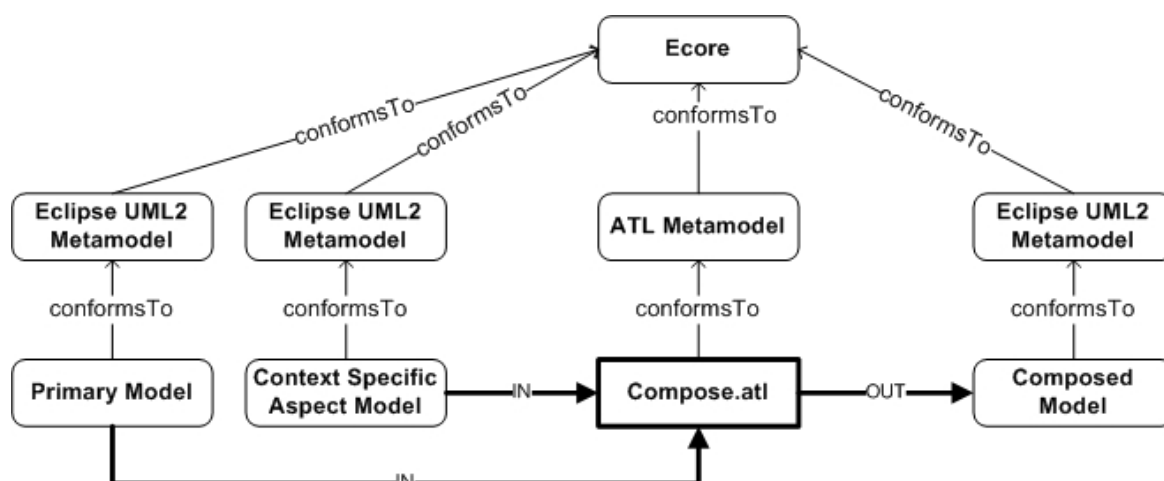 Ecore
conformsTo
conformsTo
conformsTo
conformsTo
Eclipse UML2
Metamodel
Eclipse UML2
Metamodel
ATL Metamodel
Eclipse UML2
Metamodel
conformsTo
conformsTo
conformsTo
conformsTo
Primary Model
Context Specific
Aspect Model
IN
Compose.atl
OUT
Composed
Model
IN